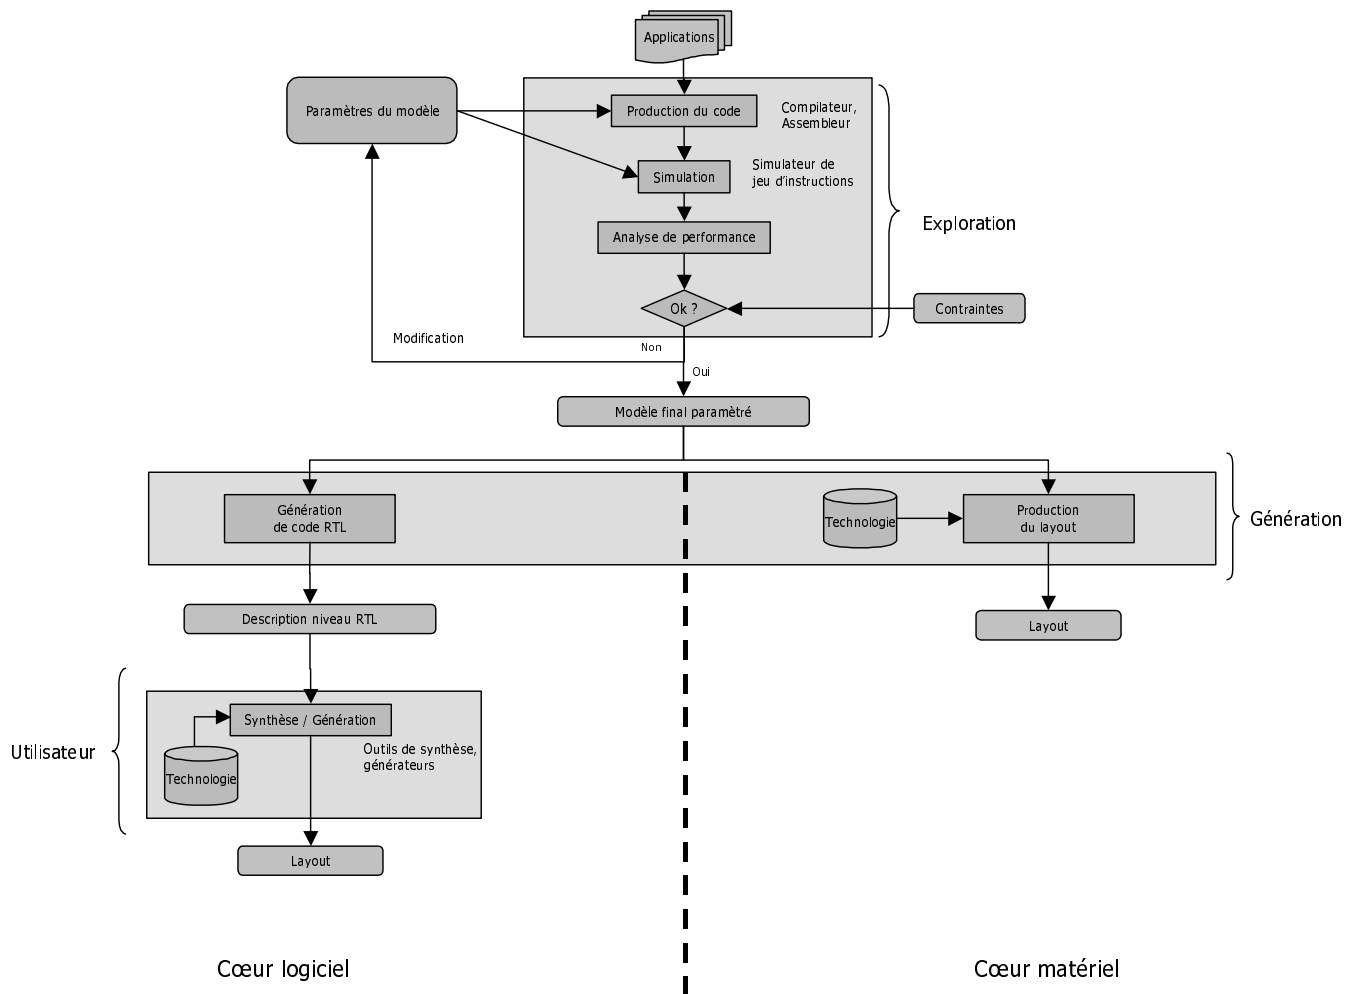 Applications
Paramètres du modèle
Production du code
Compilateur,
Assembleur
Simulation
Simulateur de
jeu d'instructions
Analyse de performance
Exploration
Ok ?
Contraintes
Modification
Non
Oui
Modèle final paramètré
Génération
de code RTL
Technologie
Production
du layout
Génération
Description niveau RTL
Layout
Utilisateur
Synthèse / Génération
Technologie
Outils de synthèse,
générateurs
Layout
Cœur logiciel
Cœur matériel